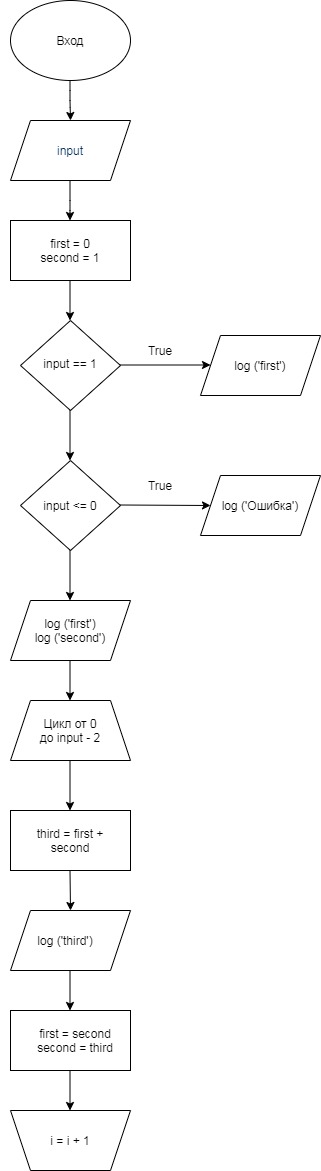 Вход
input
first = 0
second = 1
input == 1
True
log ('first')
input <= 0
True
log ('Ошибка')
log ('first')
log ('second')
Цикл от 0
до input - 2
third = first +
second
log ('third')
first = second
second = third
i = i + 1